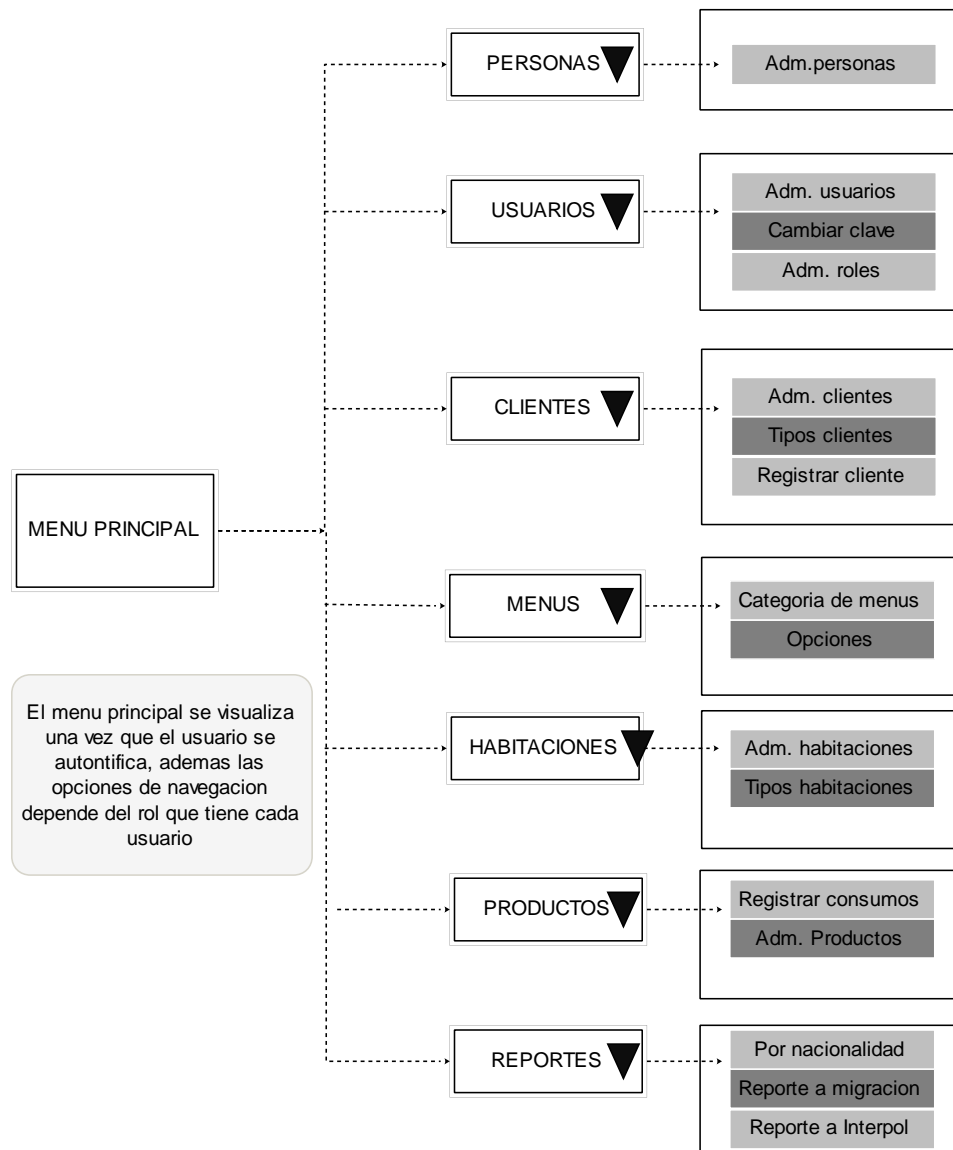 PERSONAS
Adm.personas
USUARIOS
Adm. usuarios
Cambiar clave
Adm. roles
CLIENTES
Adm. clientes
Tipos clientes
Registrar cliente
MENU PRINCIPAL
MENUS
Categoria de menus
Opciones
El menu principal se visualiza
una vez que el usuario se
autontifica, ademas las
opciones de navegacion
depende del rol que tiene cada
usuario
HABITACIONES
Adm. habitaciones
Tipos habitaciones
PRODUCTOS
Registrar consumos
Adm. Productos
REPORTES
Por nacionalidad
Reporte a migracion
Reporte a Interpol